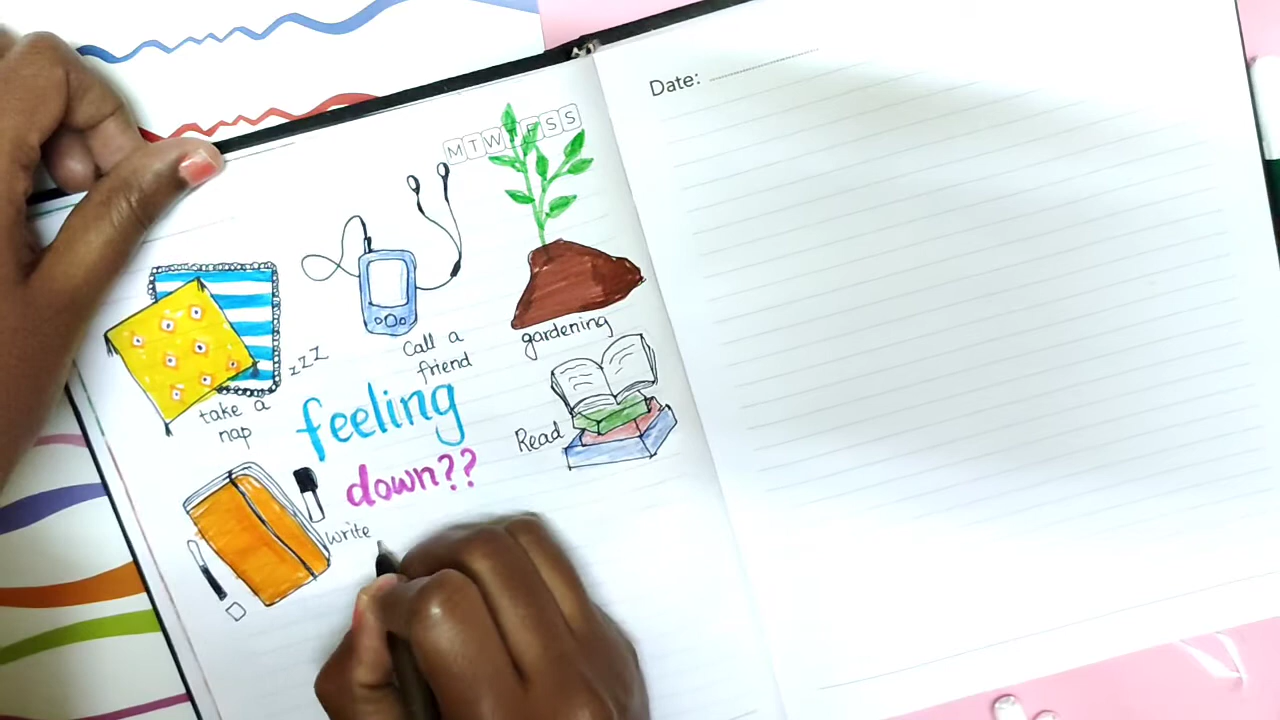 Date:
M T W T F S S
zZZ
Call a
friend
gardening
take a
nap
feeling
down??
Read
write